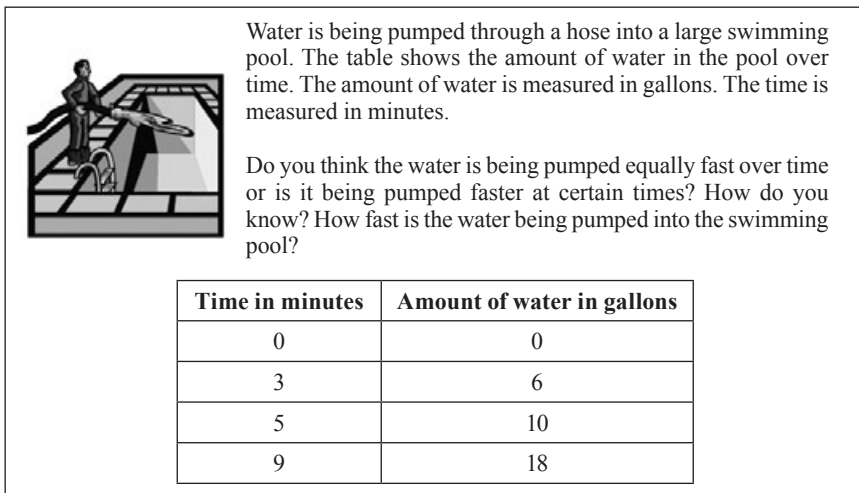 Water is being pumped through a hose into a large swimming
pool. The table shows the amount of water in the pool over
time. The amount of water is measured in gallons. The time is
measured in minutes.
Do you think the water is being pumped equally fast over time
or is it being pumped faster at certain times? How do you
know? How fast is the water being pumped into the swimming
pool?
Time in minutes Amount of water in gallons
0 0
3 6
5 10
9 18